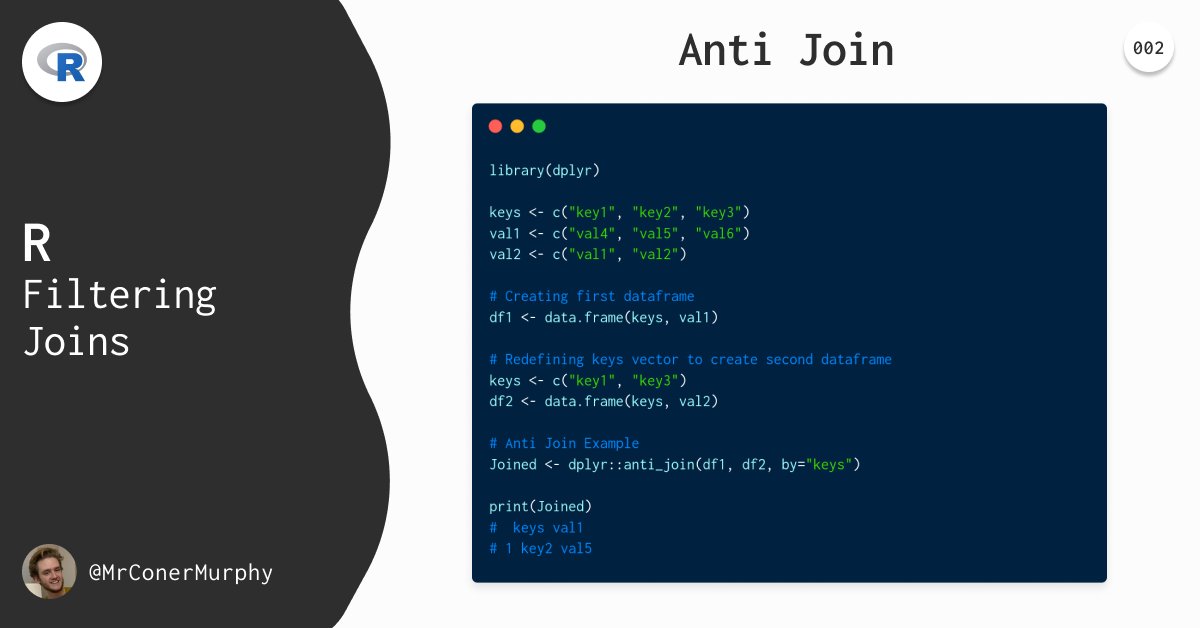 R
R
Filtering
Joins
@MrConerMurphy
Anti Join
002
library(dplyr)
keys <- c("key1", "key2", "key3")
val1 <- c("val4", "val5", "val6")
val2 <- c("val1", "val2")
# Creating first dataframe
df1 <- data.frame(keys, val1)
# Redefining keys vector to create second dataframe
keys <- c("key1", "key3")
df2 <- data.frame(keys, val2)
# Anti Join Example
Joined <- dplyr::anti_join(df1, df2, by="keys")
print(Joined)
#  keys val1
# 1 key2 val5